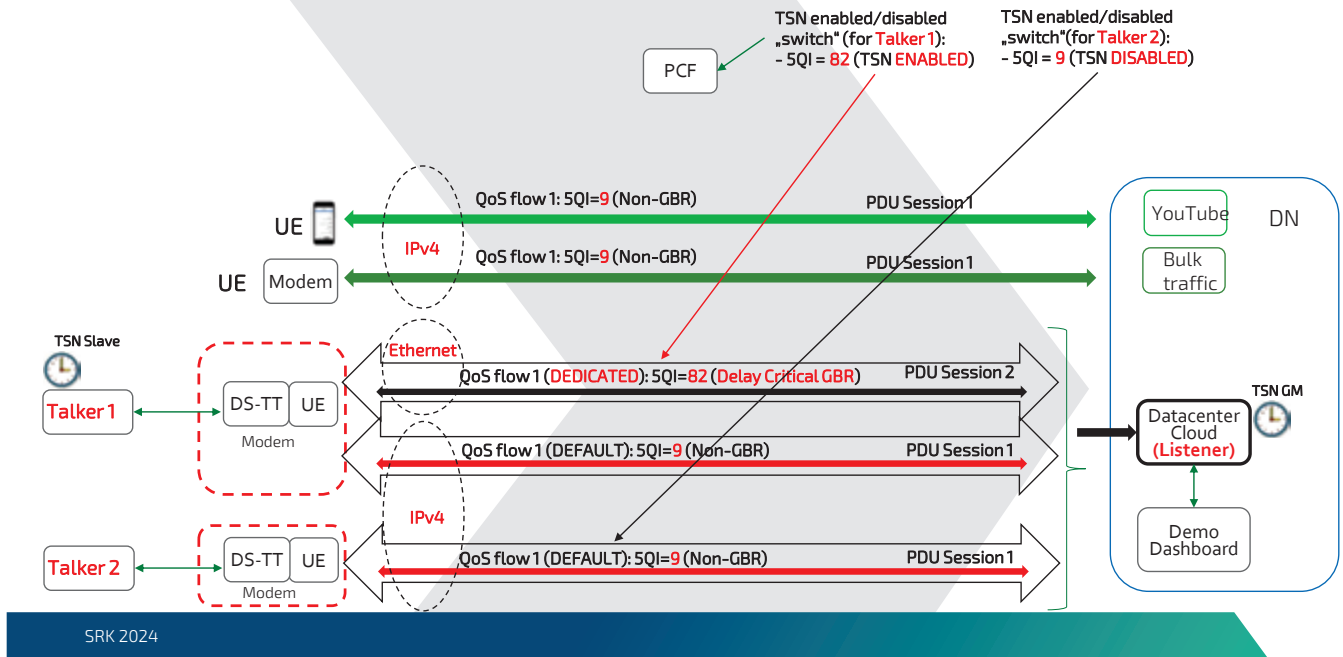 TSN enabled/disabled
„switch“ (for Talker 1):
- 5QI = 82 (TSN ENABLED)
TSN enabled/disabled
„switch“(for Talker 2):
- 5QI = 9 (TSN DISABLED)
PCF
QoS flow 1: 5QI=9 (Non-GBR)
PDU Session 1
UE
IPv4
QoS flow 1: 5QI=9 (Non-GBR)
PDU Session 1
UE
Modem
YouTube
DN
Bulk
traffic
TSN Slave
Talker 1
DS-TT
UE
Modem
Ethernet
QoS flow 1 (DEDICATED): 5QI=82 (Delay Critical GBR)
PDU Session 2
QoS flow 1 (DEFAULT): 5QI=9 (Non-GBR)
PDU Session 1
TSN GM
Datacenter
Cloud
(Listener)
IPv4
Talker 2
DS-TT
UE
Modem
QoS flow 1 (DEFAULT): 5QI=9 (Non-GBR)
PDU Session 1
Demo
Dashboard
SRK 2024